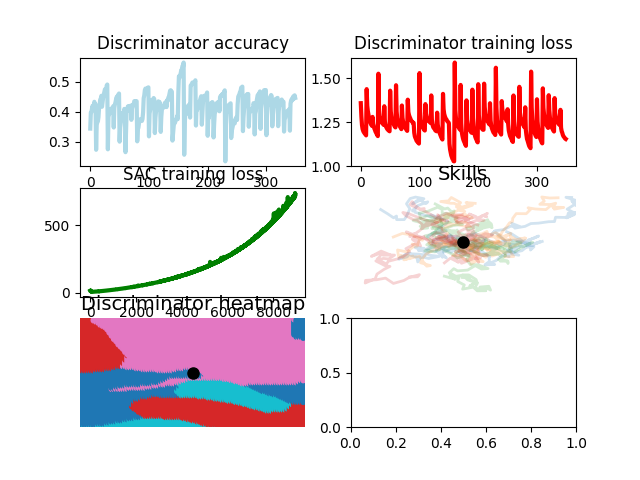 Discriminator accuracy
0.5
0.4
0.3
0 100 200 300
Discriminator training loss
1.50
1.25
1.00
0 100 200 300
SAC training loss
500
0
0 2000 4000 6000 8000
Skills
Discriminator heatmap
1.0
0.5
0.0
0.0 0.2 0.4 0.6 0.8 1.0